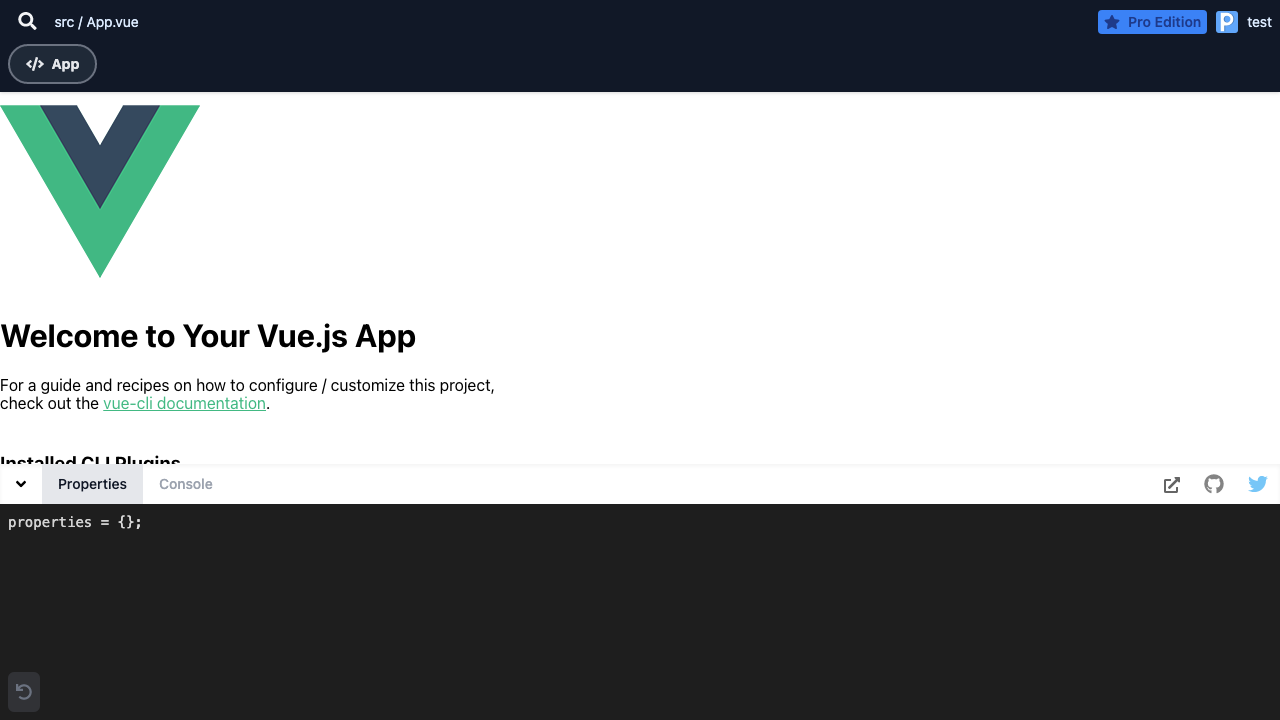 src / App.vue
Pro Edition
test
App
Welcome to Your Vue.js App
For a guide and recipes on how to configure / customize this project,
check out the vue-cli documentation.
Installed CLI Plugins
Properties
Console
properties = {};